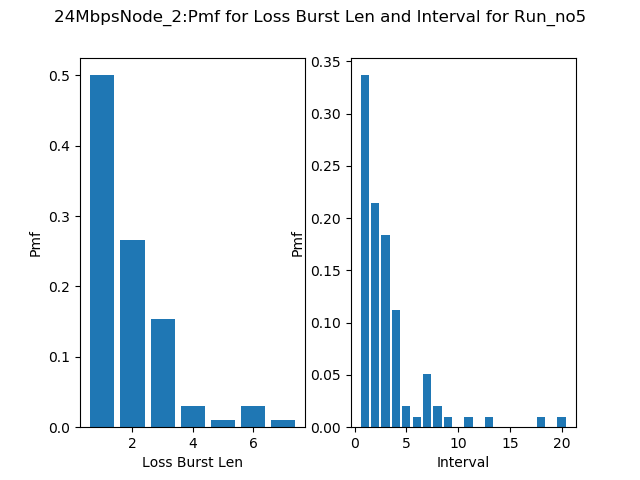 24MbpsNode_2:Pmf for Loss Burst Len and Interval for Run_no5
Pmf
0.5
0.4
0.3
0.2
0.1
0.0
2 4 6
Loss Burst Len
Pmf
0.35
0.30
0.25
0.20
0.15
0.10
0.05
0.00
0 5 10 15 20
Interval